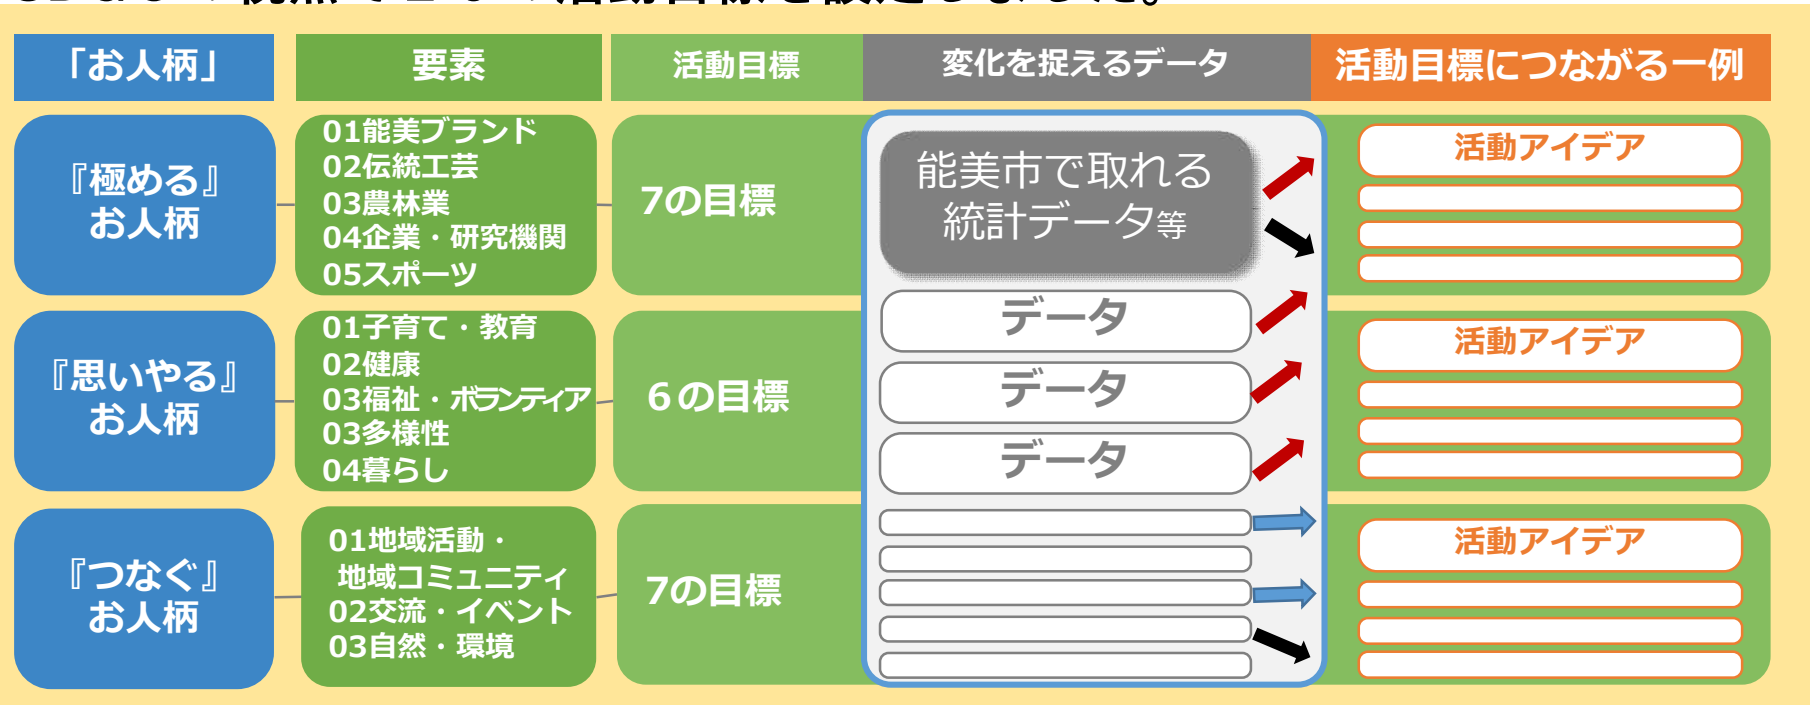 「お人柄」
要素
活動目標
変化を捉えるデータ
活動目標につながる一例
『極める』
お人柄
01能美ブランド
02伝統工芸
03農林業
04企業・研究機関
05スポーツ
7の目標
能美市で取れる
統計データ等
活動アイデア
『思いやる』
お人柄
01子育て・教育
02健康
03福祉・ボランティア
03多様性
04暮らし
６の目標
データ
データ
データ
活動アイデア
『つなぐ』
お人柄
01地域活動・
地域コミュニティ
02交流・イベント
03自然・環境
7の目標
活動アイデア